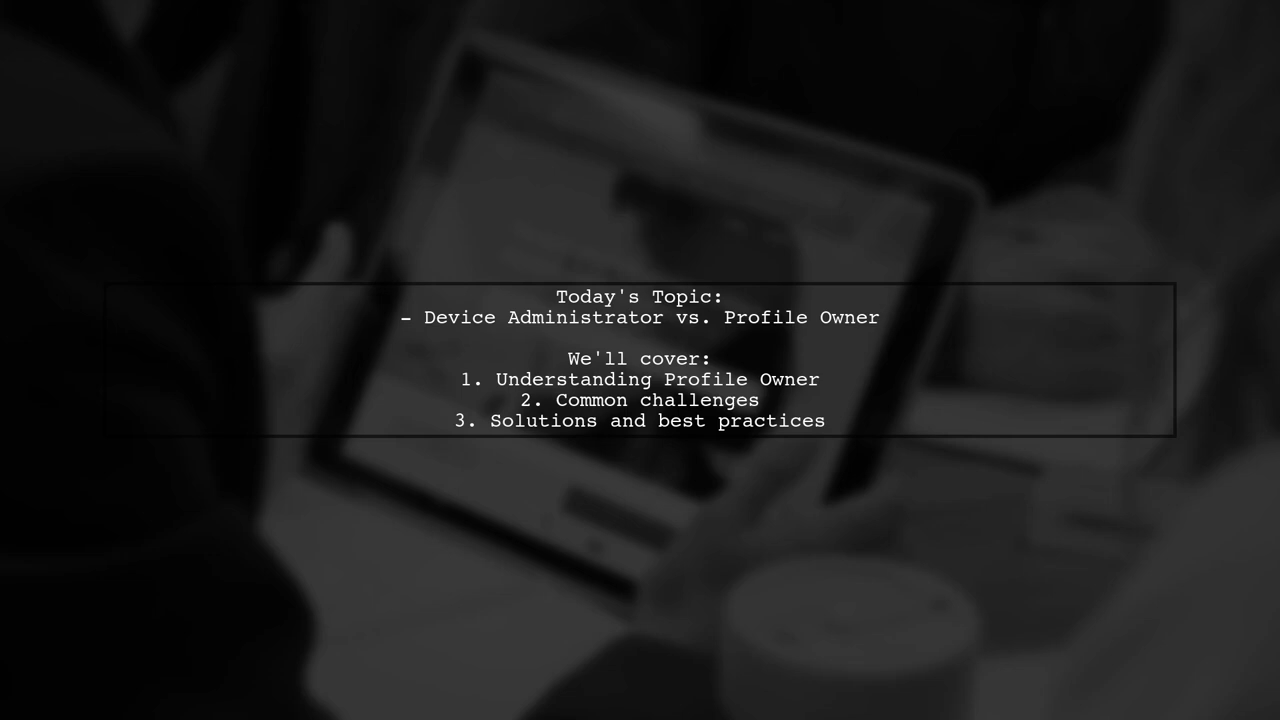 Today's Topic:
– Device Administrator vs. Profile Owner
We'll cover:
1. Understanding Profile Owner
2. Common challenges
3. Solutions and best practices